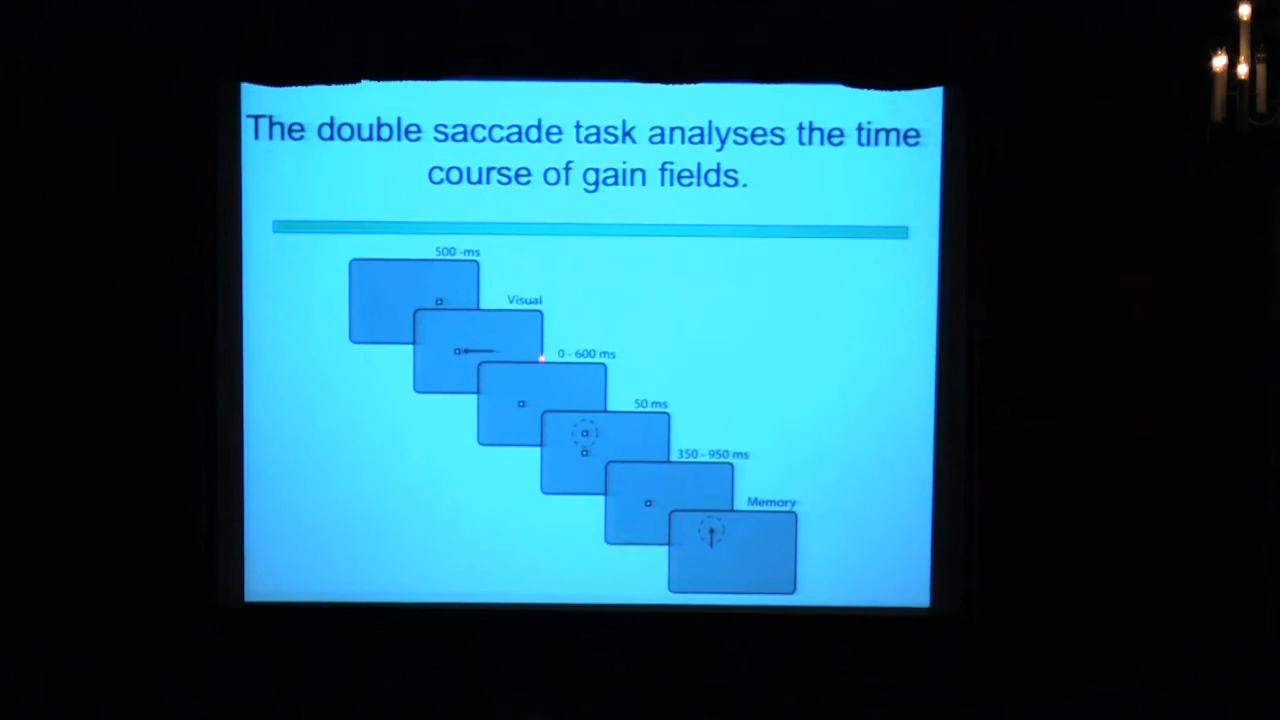 The double saccade task analyses the time
course of gain fields.
500 -ms
Visual
0 - 600 ms
50 ms
350 - 950 ms
Memory